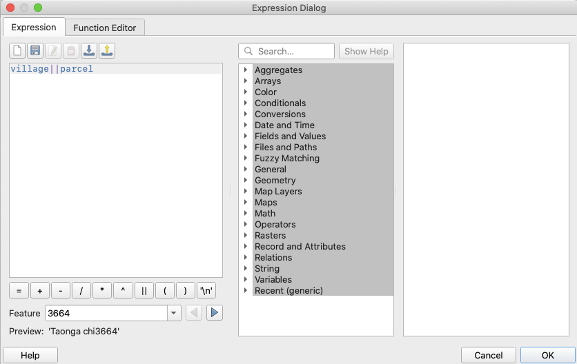 Expression Dialog
Expression
Function Editor
Search...
Show Help
village||parcel
Aggregates
Arrays
Color
Conditionals
Conversions
Date and Time
Fields and Values
Files and Paths
Fuzzy Matching
General
Geometry
Map Layers
Maps
Math
Operators
Rasters
Record and Attributes
Relations
String
Variables
Recent (generic)
= + - / * ^ || ( ) '\n'
Feature 3664
Preview: 'Taonga chi3664'
Help
Cancel
OK